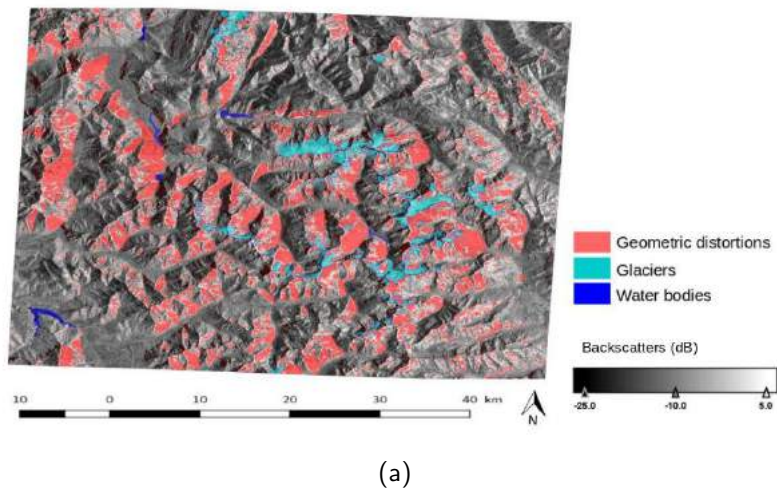 Geometric distortions
Glaciers
Water bodies
Backscatters (dB)
-25.0 -10.0 5.0
10 0 10 20 30 40 km
N
(a)